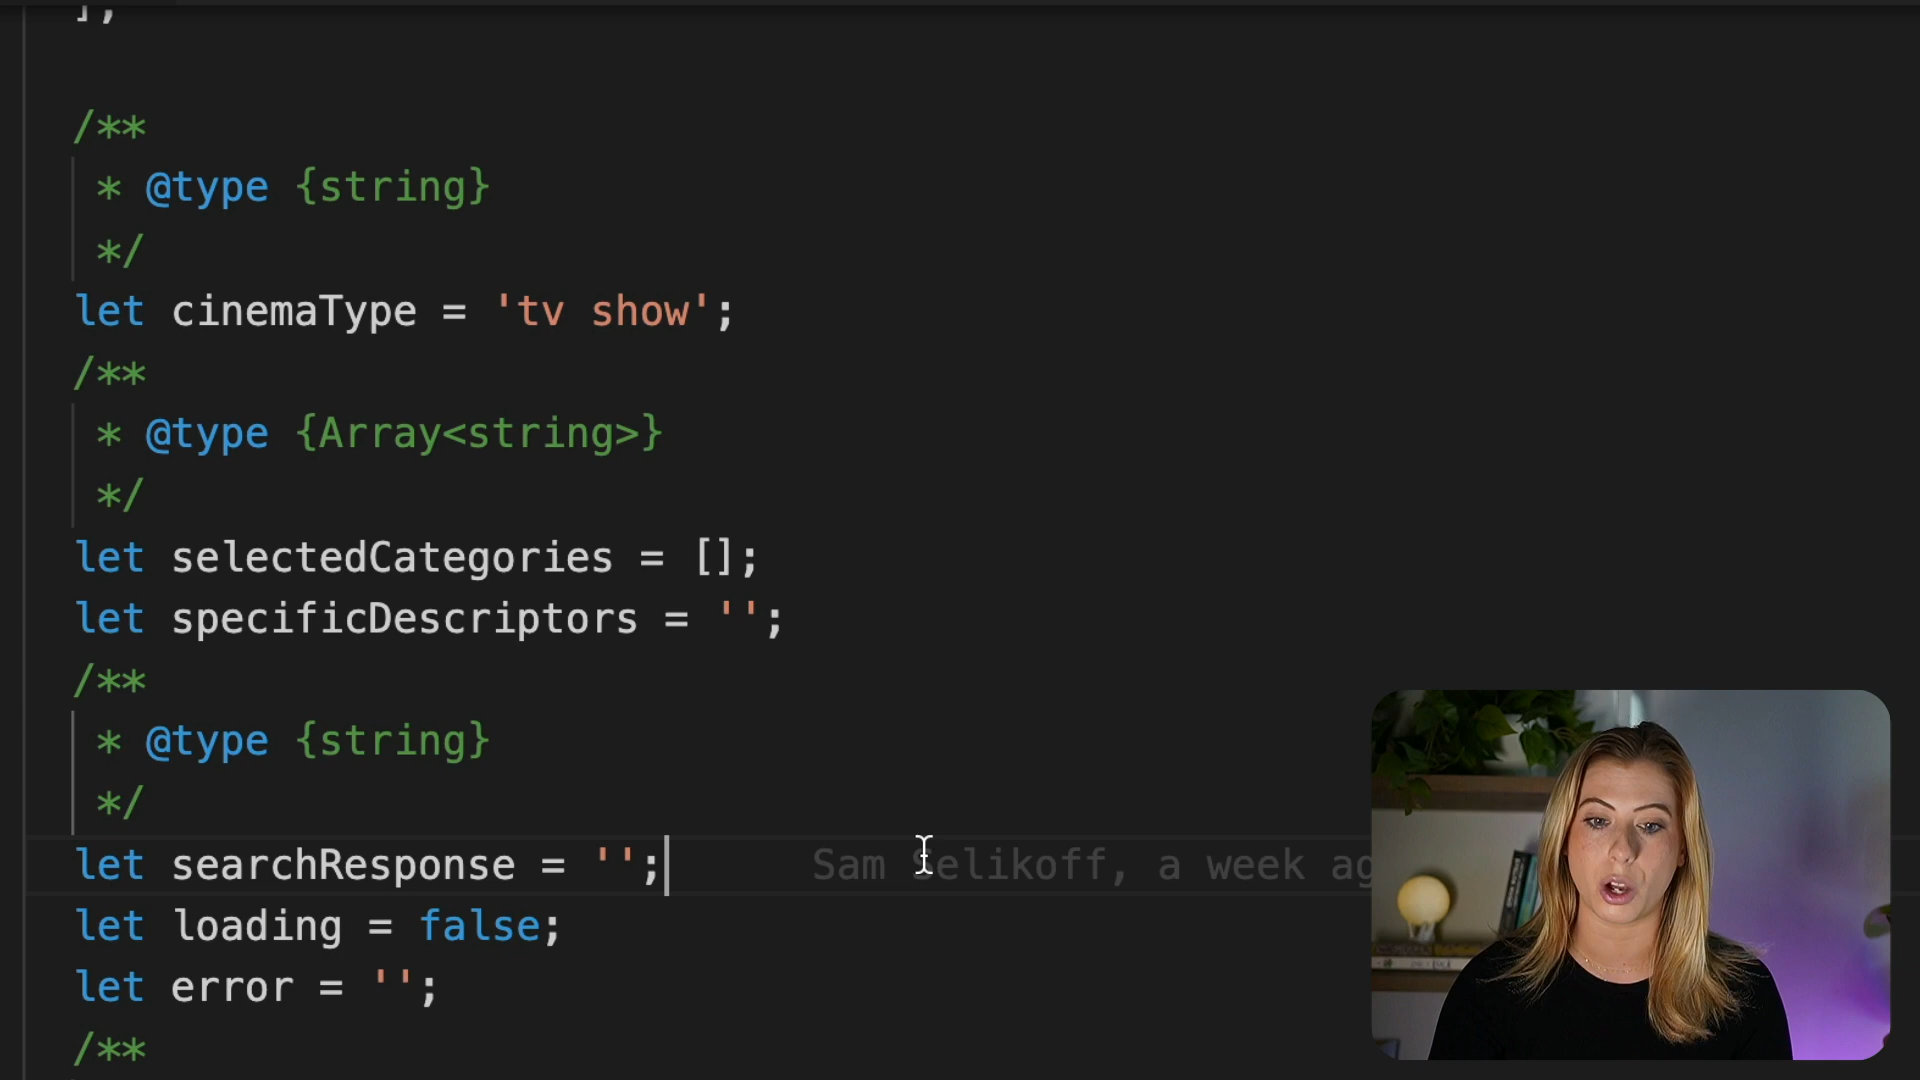 ];
/**
* @type {string}
*/
let cinemaType = 'tv show';
/**
* @type {Array<string>}
*/
let selectedCategories = [];
let specificDescriptors = '';
/**
* @type {string}
*/
let searchResponse = ''; Sam Selikoff, a week ag
let loading = false;
let error = '';
/**